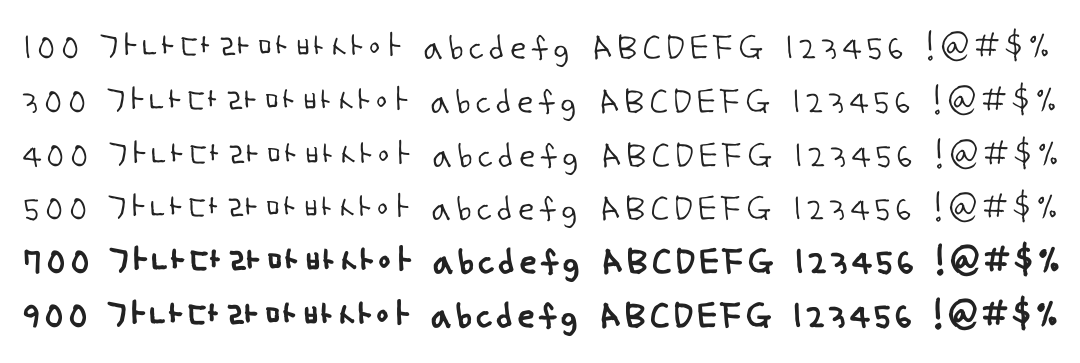 100 가나다라마바사아 abcdefg ABCDEFG 123456 !@#$%
300 가나다라마바사아 abcdefg ABCDEFG 123456 !@#$%
400 가나다라마바사아 abcdefg ABCDEFG 123456 !@#$%
500 가나다라마바사아 abcdefg ABCDEFG 123456 !@#$%
700 가나다라마바사아 abcdefg ABCDEFG 123456 !@#$%
900 가나다라마바사아 abcdefg ABCDEFG 123456 !@#$%